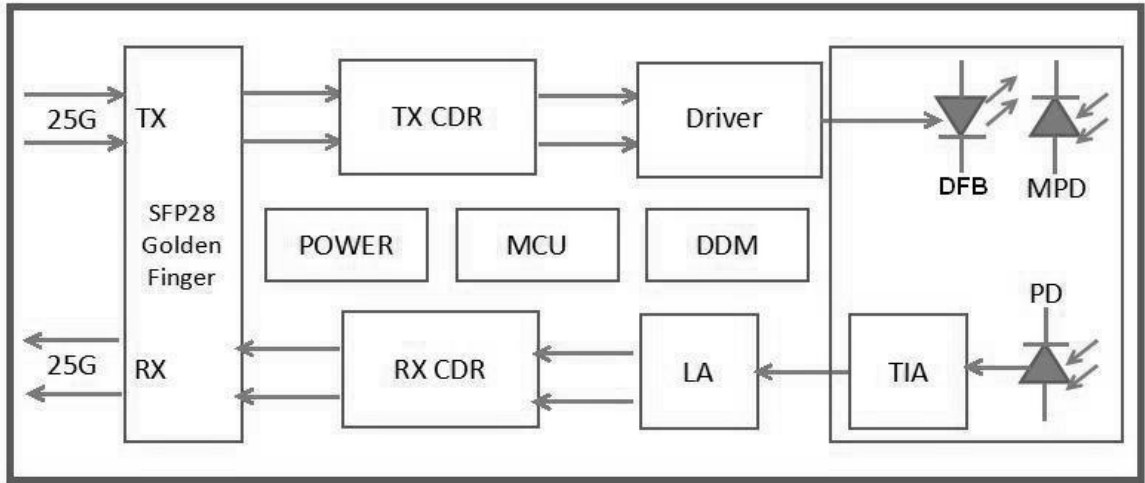 25G
TX
TX CDR
Driver
DFB
MPD
SFP28
Golden
Finger
POWER
MCU
DDM
PD
25G
RX
RX CDR
LA
TIA